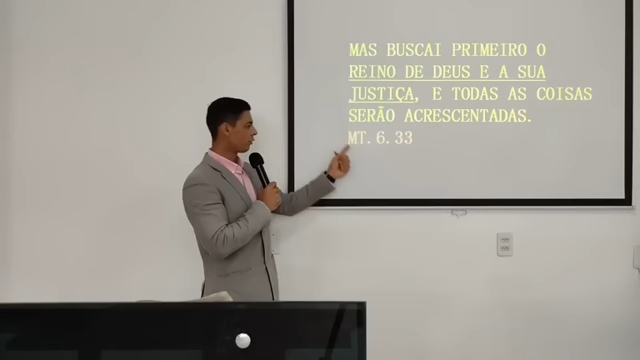 MAS BUSCAI PRIMEIRO O
REINO DE DEUS E A SUA
JUSTIÇA, E TODAS AS COISAS
SERÃO ACRESCENTADAS.
MT. 6.33